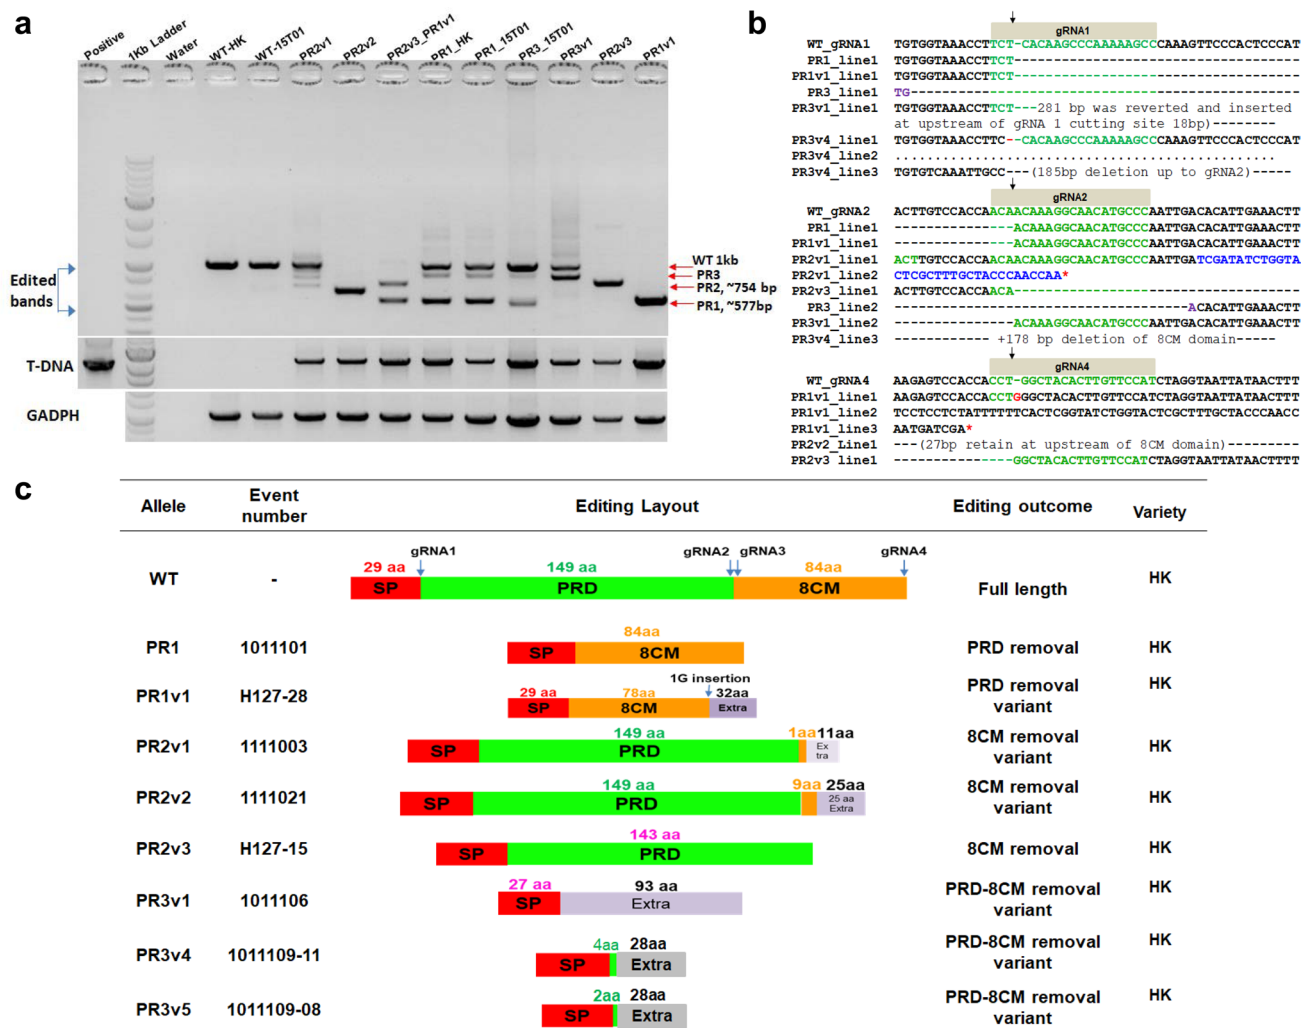 a
Positive
1Kb Ladder
Water
WT-HK
WT-15T01
PR2v1
PR2v2
PR2v3_PR1v1
PR1_HK
PR1_15T01
PR3_15T01
PR3v1
PR2v3
PR1v1
Edited
bands
WT 1kb
PR3
PR2, ~754 bp
PR1, ~577bp
T-DNA
GADPH
b
gRNA1
WT_gRNA1 TGTGGTAAACCTTCT-CACAAGCCCAAAAAGCCCAAAGTTCCCACTCCCAT
PR1_line1 TGTGGTAAACCTTCT------------------------------------
PR1v1_line1 TGTGGTAAACCTTCT------------------------------------
PR3_line1 TG-------------------------------------------------
PR3v1_line1 TGTGGTAAACCTTCT---281 bp was reverted and inserted
at upstream of gRNA 1 cutting site 18bp)--------
PR3v4_line1 TGTGTCAAACCTTC--CACAAGCCCAAAAAGCCCAAAGTTCCCACTCCCAT
PR3v4_line2 ................................................
PR3v4_line3 TGTGTCAAATTGCC---(185bp deletion up to gRNA2)-----
gRNA2
WT_gRNA2 ACTTGTCCACCAACAACAAAGGCAACATGCCCAATTGACACATTGAAACTT
PR1_line1 ---------------ACAAAGGCAACATGCCCAATTGACACATTGAAACTT
PR1v1_line1 ---------------ACAAAGGCAACATGCCCAATTGACACATTGAAACTT
PR2v1_line1 ACTTGTCCACCAACAACAAAGGCAACATGCCCAATTGATCGATATCTGGTA
PR2v1_line2 CTCGCTTTGCTACCCAACCAA*
PR2v3_line1 ACTTGTCCACCAACA------------------------------------
PR3_line2 -------------------------------------ACACATTGAAACTT
PR3v1_line2 ---------------ACAAAGGCAACATGCCCAATTGACACATTGAAACTT
PR3v4_line3 ------------ +178 bp deletion of 8CM domain--------
gRNA4
WT_gRNA4 AAGAGTCCACCACCT-GGCTACACTTGTTCCATCTAGGTAATTATAACTTT
PR1v1_line1 AAGAGTCCACCACCTGGGCTACACTTGTTCCATCTAGGTAATTATAACTTT
PR1v1_line2 TCCTCCTCTATTTTTTCACTCGGTATCTGGTACTCGCTTTGCTACCCAACC
PR1v1_line3 AATGATCGA*
PR2v2_Line1 ---(27bp retain at upstream of 8CM domain)---------
PR2v3_line1 ---------------GGCTACACTTGTTCCATCTAGGTAATTATAACTTTT
c
Allele Event number Editing Layout Editing outcome Variety
gRNA1 gRNA2 gRNA3 gRNA4
29 aa 149 aa 84aa
WT - SP PRD 8CM Full length HK
84aa
PR1 1011101 SP 8CM PRD removal HK
1G insertion
29 aa 78aa 32aa
PR1v1 H127-28 SP 8CM Extra PRD removal variant HK
149 aa 1aa 11aa
PR2v1 1111003 SP PRD Ex tra 8CM removal variant HK
149 aa 9aa 25aa
PR2v2 1111021 SP PRD 25 aa Extra 8CM removal variant HK
143 aa
PR2v3 H127-15 SP PRD 8CM removal HK
27 aa 93 aa
PR3v1 1011106 SP Extra PRD-8CM removal variant HK
4aa 28aa
PR3v4 1011109-11 SP Extra PRD-8CM removal variant HK
2aa 28aa
PR3v5 1011109-08 SP Extra PRD-8CM removal variant HK